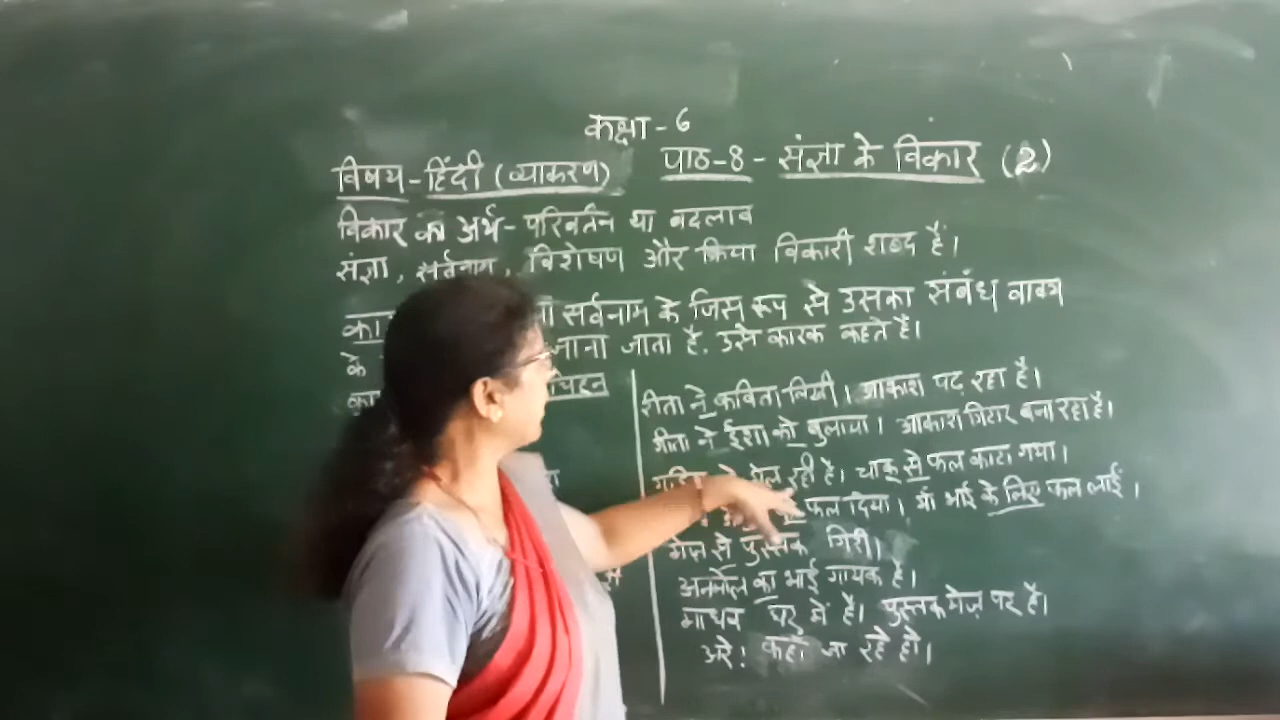 कक्षा - 6
विषय - हिंदी (व्याकरण) पाठ-8 - संज्ञा के विकार (2)
विकार का अर्थ - परिवर्तन या बदलाव
संज्ञा, सर्वनाम, विशेषण और क्रिया विकारी शब्द हैं।
का सर्वनाम के जिस रूप से उसका संबंध वाक्य
के जाना जाता है, उसे कारक कहते हैं।
का चिह्न
रीता ने कविता लिखी। आकाश पढ़ रहा है।
गीता ने ईशा को बुलाया। आकाश गिटार बजा रहा है।
खेल रही है। चाकू से फल काटा गया।
फल दिया। माँ भाई के लिए फल लाई।
मेज़ से पुस्तक गिरी।
अनमोल का भाई गायक है।
माधव घर में है। पुस्तक मेज़ पर है।
अरे! कहाँ जा रहे हो।